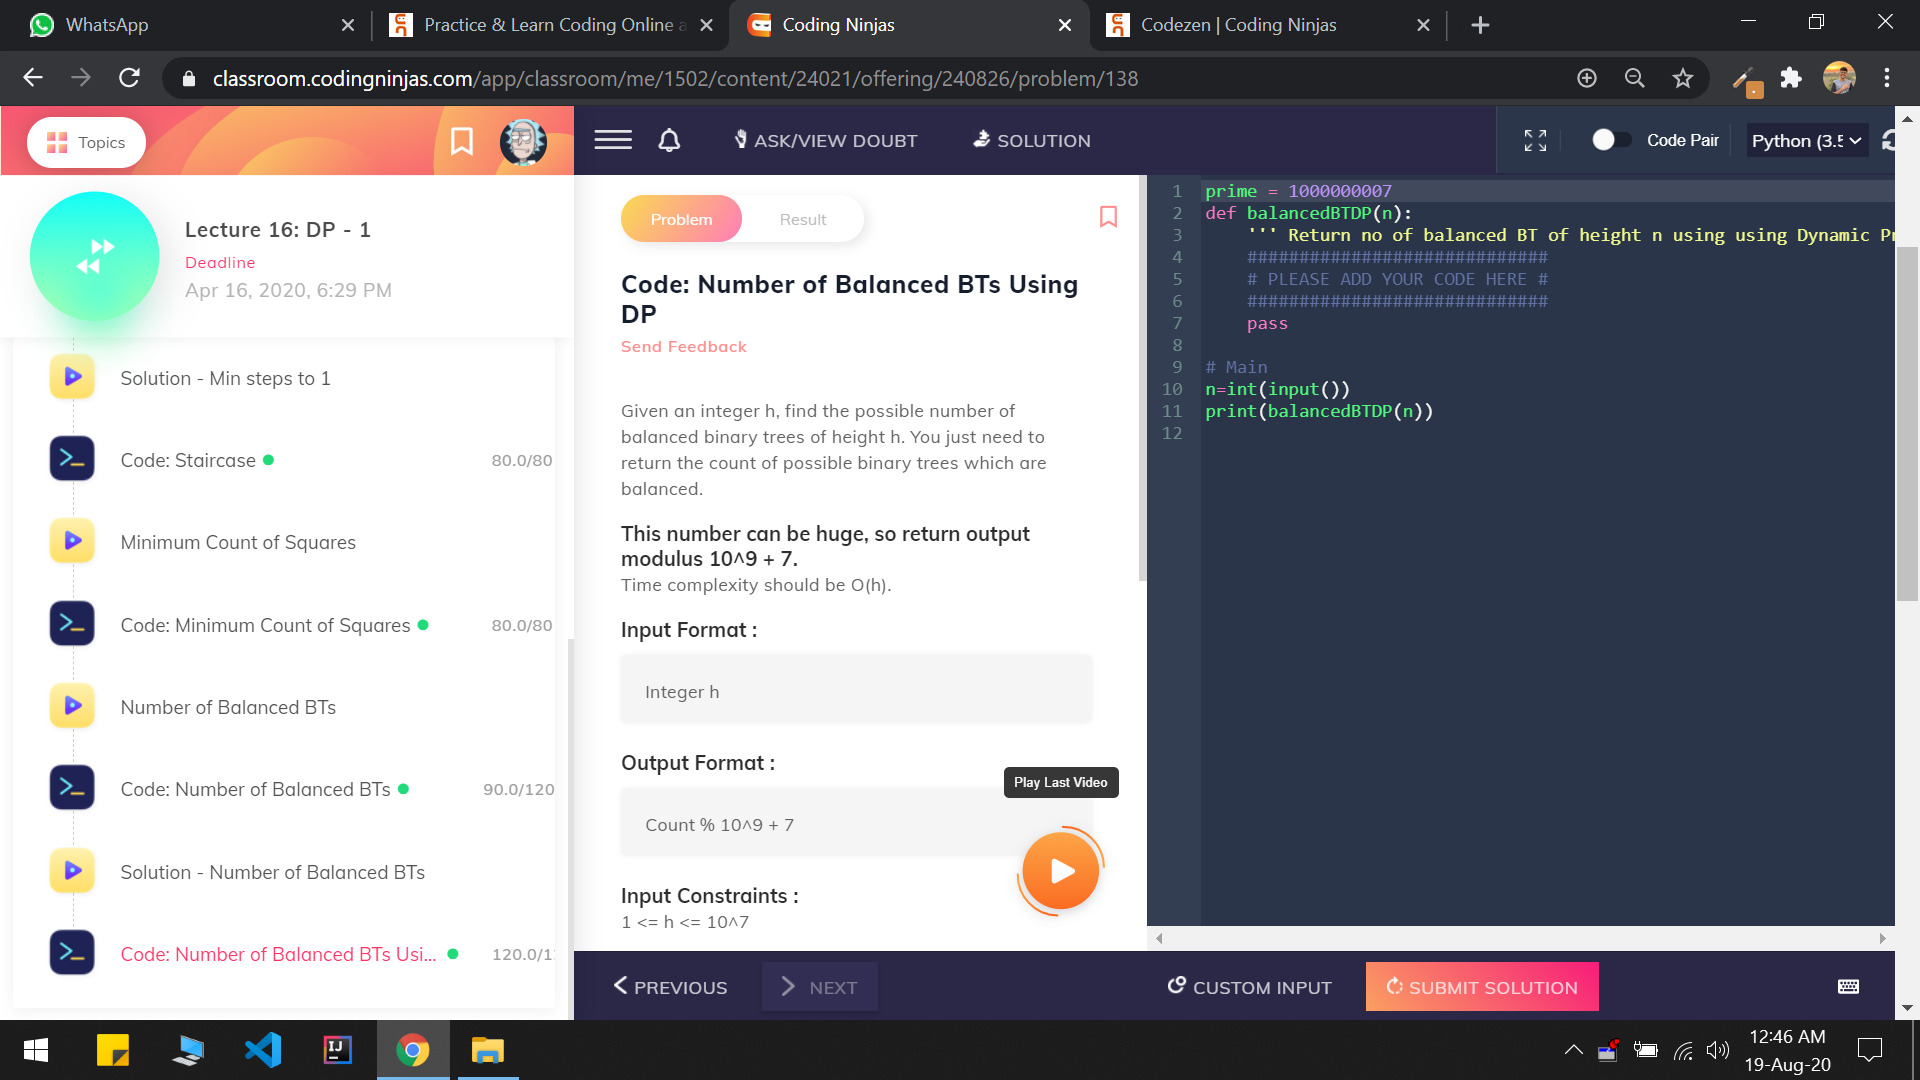 WhatsApp
Practice & Learn Coding Online a
Coding Ninjas
Codezen | Coding Ninjas
classroom.codingninjas.com/app/classroom/me/1502/content/24021/offering/240826/problem/138
Topics
ASK/VIEW DOUBT
SOLUTION
Code Pair
Python (3.5
Lecture 16: DP - 1
Deadline
Apr 16, 2020, 6:29 PM
Solution - Min steps to 1
Code: Staircase
80.0/80
Minimum Count of Squares
Code: Minimum Count of Squares
80.0/80
Number of Balanced BTs
Code: Number of Balanced BTs
90.0/120
Solution - Number of Balanced BTs
Code: Number of Balanced BTs Usi...
120.0/1
Problem
Result
Code: Number of Balanced BTs Using
DP
Send Feedback
Given an integer h, find the possible number of
balanced binary trees of height h. You just need to
return the count of possible binary trees which are
balanced.
This number can be huge, so return output
modulus 10^9 + 7.
Time complexity should be O(h).
Input Format :
Integer h
Output Format :
Play Last Video
Count % 10^9 + 7
Input Constraints :
1 <= h <= 10^7
1 prime = 1000000007
2 def balancedBTDP(n):
3     ''' Return no of balanced BT of height n using using Dynamic Pr
4     #############################
5     # PLEASE ADD YOUR CODE HERE #
6     #############################
7     pass
8
9 # Main
10 n=int(input())
11 print(balancedBTDP(n))
12
PREVIOUS
NEXT
CUSTOM INPUT
SUBMIT SOLUTION
IJ
12:46 AM
19-Aug-20